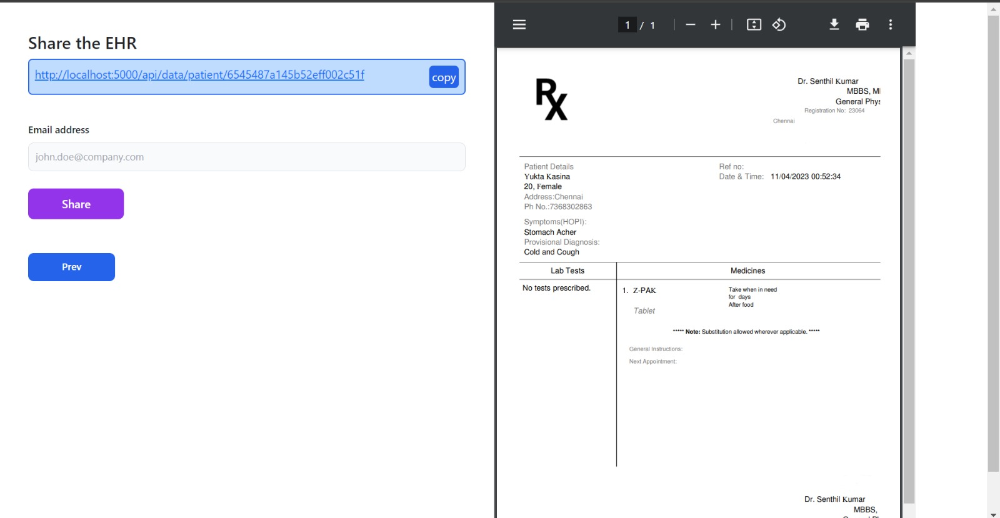 Share the EHR
http://localhost:5000/api/data/patient/6545487a145b52eff002c51f
copy
Email address
john.doe@company.com
Share
Prev
1 / 1
Rx
Dr. Senthil Kumar
MBBS,
General
Registration No: 23064
Chennai
Patient Details
Yukta Kasina
20, Female
Address:Chennai
Ph No.:7368302863
Ref no:
Date & Time: 11/04/2023 00:52:34
Symptoms(HOPI):
Stomach Acher
Provisional Diagnosis:
Cold and Cough
Lab Tests
Medicines
No tests prescribed.
1. Z-PAK
Tablet
Take when in need
for days
After food
***** Note: Substitution allowed wherever applicable. *****
General Instructions:
Next Appointment:
Dr. Senthil Kumar
MBBS,